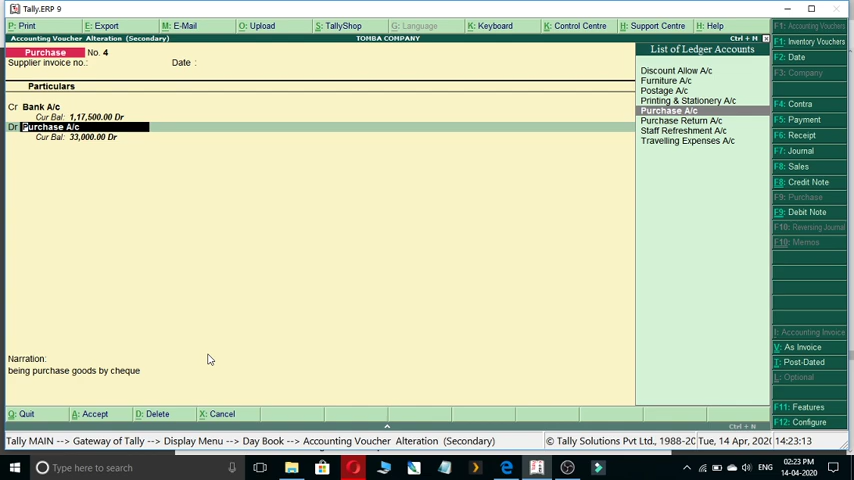 Tally.ERP 9
P: Print
E: Export
M: E-Mail
O: Upload
S: TallyShop
G: Language
K: Keyboard
K: Control Centre
H: Support Centre
H: Help
F1: Accounting Vouchers
Accounting Voucher Alteration (Secondary)
TOMBA COMPANY
Ctrl + M
F1: Inventory Vouchers
Purchase
No. 4
List of Ledger Accounts
Supplier invoice no.:
Date :
F2: Date
Discount Allow A/c
F3: Company
Furniture A/c
Particulars
Postage A/c
Printing & Stationery A/c
F4: Contra
Cr Bank A/c
Purchase A/c
Cur Bal: 1,17,500.00 Dr
Purchase Return A/c
F5: Payment
Dr Purchase A/c
Staff Refreshment A/c
F6: Receipt
Cur Bal: 33,000.00 Dr
Travelling Expenses A/c
F7: Journal
F8: Sales
F8: Credit Note
F9: Purchase
F9: Debit Note
F10: Reversing Journal
F10: Memos
I: Accounting Invoice
V: As Invoice
Narration:
T: Post-Dated
being purchase goods by cheque
L: Optional
F11: Features
Q: Quit
A: Accept
D: Delete
X: Cancel
F12: Configure
Ctrl + N
Tally MAIN --> Gateway of Tally --> Display Menu --> Day Book --> Accounting Voucher Alteration (Secondary)
© Tally Solutions Pvt Ltd., 1988-20
Tue, 14 Apr, 2020
14:23:13
Type here to search
ENG
02:23 PM
14-04-2020